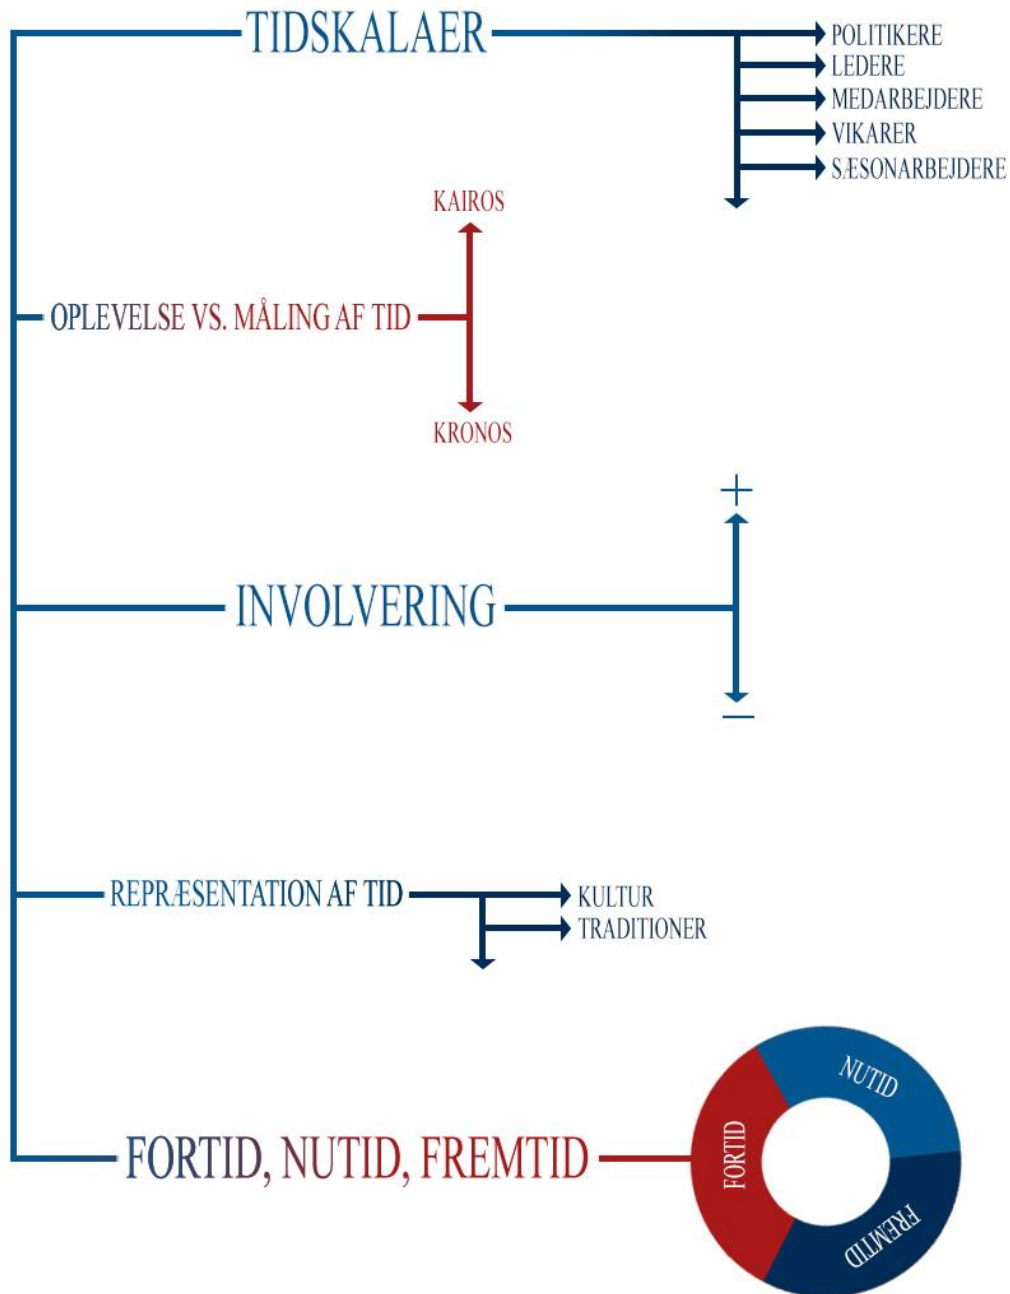 TIDSKALAER
POLITIKERE
LEDERE
MEDARBEJDERE
VIKARER
SÆSONARBEJDERE
KAIROS
OPLEVELSE VS. MÅLING AF TID
KRONOS
+
INVOLVERING
–
REPRÆSENTATION AF TID
KULTUR
TRADITIONER
FORTID, NUTID, FREMTID
NUTID
FORTID
FREMTID